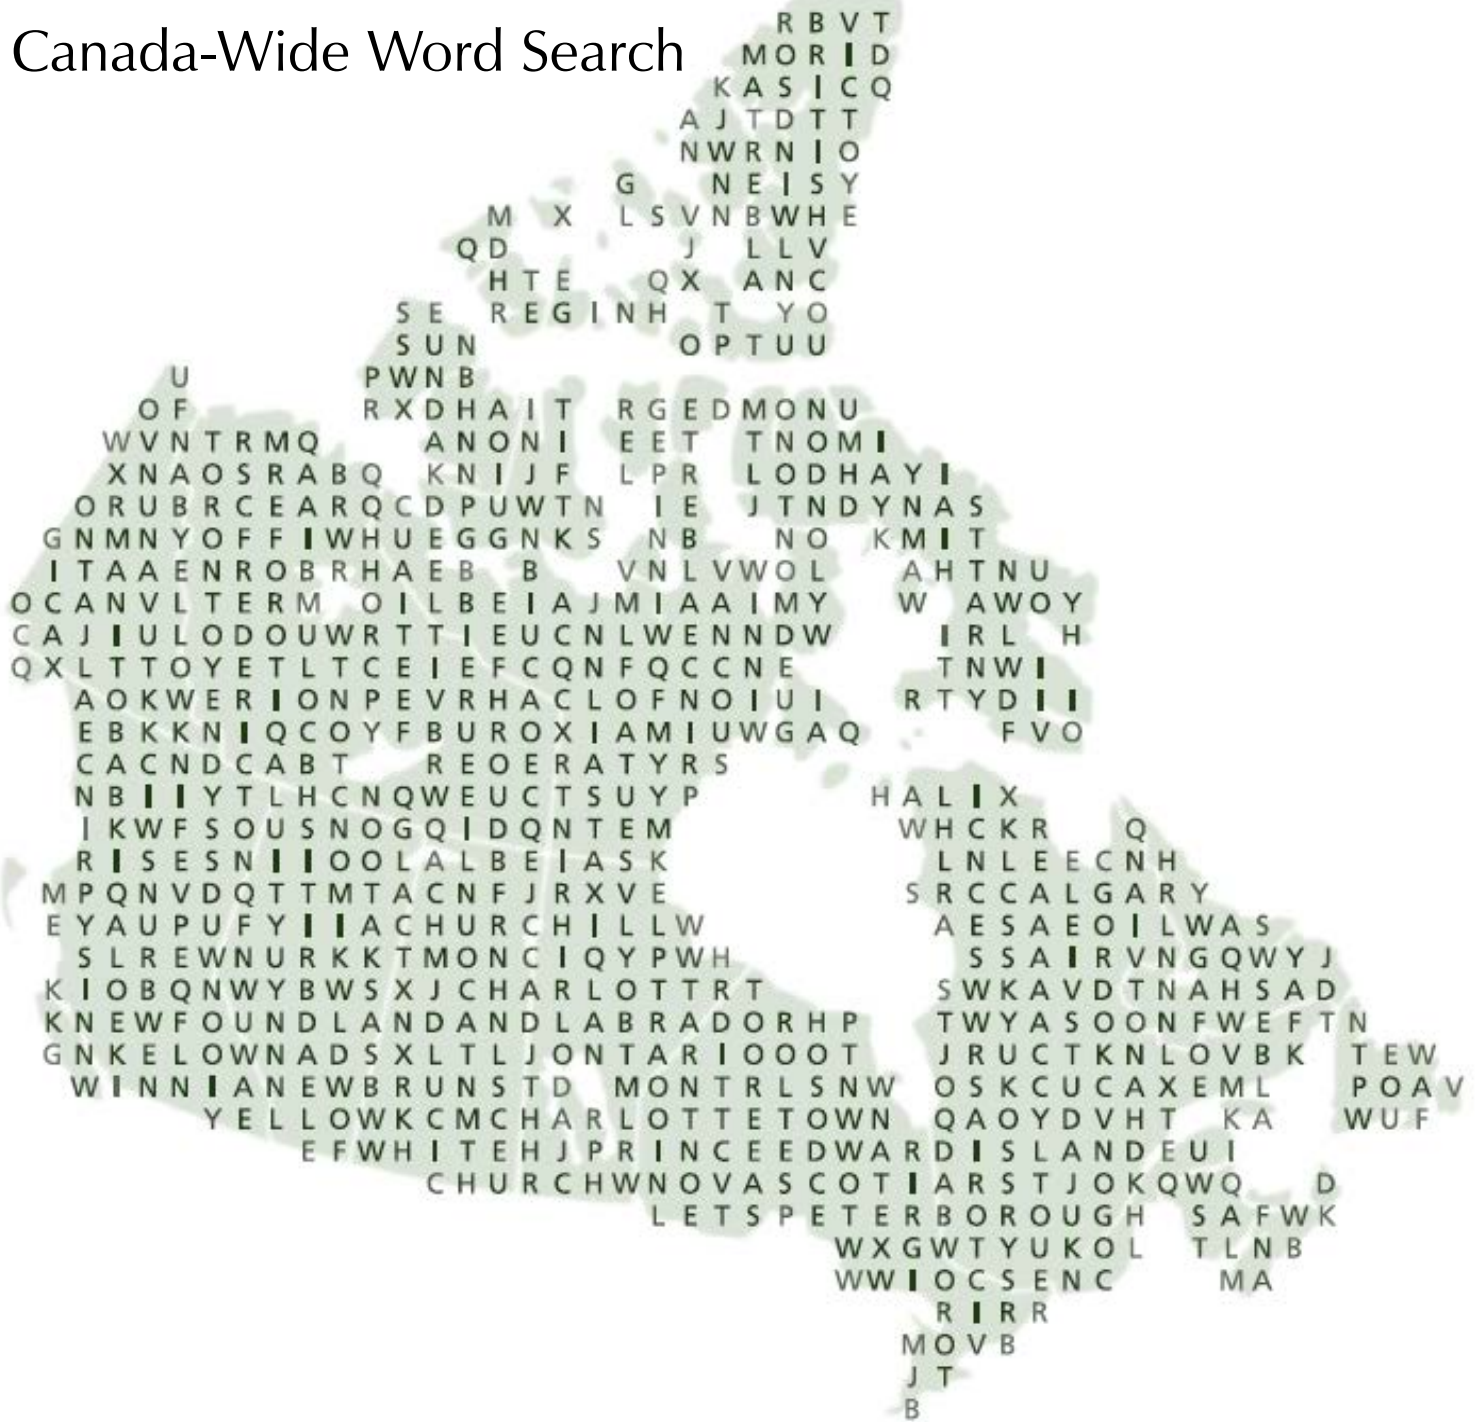 Canada-Wide Word Search
R B V T
M O R I D
K A S I C Q
A J T D T T
N W R N I O
G N E I S Y
M X L S V N B W H E
Q D J L L V
H T E Q X A N C
S E R E G I N H T Y O
S U N O P T U U
U P W N B
O F R X D H A I T R G E D M O N U
W V N T R M Q A N O N I E E T T N O M I
X N A O S R A B Q K N I J F L P R L O D H A Y I
O R U B R C E A R Q C D P U W T N I E J T N D Y N A S
G N M N Y O F F I W H U E G G N K S N B N O K M I T
I T A A E N R O B R H A E B B V N L V W O L A H T N U
O C A N V L T E R M O I L B E I A J M I A A I M Y W A W O Y
C A J I U L O D O U W R T T I E U C N L W E N N D W I R L H
Q X L T T O Y E T L T C E I E F C Q N F Q C C N E T N W I
A O K W E R I O N P E V R H A C L O F N O I U I R T Y D I I
E B K K N I Q C O Y F B U R O X I A M I U W G A Q F V O
C A C N D C A B T R E O E R A T Y R S
N B I I Y T L H C N Q W E U C T S U Y P H A L I X
I K W F S O U S N O G Q I D Q N T E M W H C K R Q
R I S E S N I I O O L A L B E I A S K L N L E E C N H
M P Q N V D Q T T M T A C N F J R X V E S R C C A L G A R Y
E Y A U P U F Y I I A C H U R C H I L L W A E S A E O I L W A S
S L R E W N U R K K T M O N C I Q Y P W H S S A I R V N G Q W Y J
K I O B Q N W Y B W S X J C H A R L O T T R T S W K A V D T N A H S A D
K N E W F O U N D L A N D A N D L A B R A D O R H P T W Y A S O O N F W E F T N
G N K E L O W N A D S X L T L J O N T A R I O O O T J R U C T K N L O V B K T E W
W I N N I A N E W B R U N S T D M O N T R L S N W O S K C U C A X E M L P O A V
Y E L L O W K C M C H A R L O T T E T O W N Q A O Y D V H T K A W U F
E F W H I T E H J P R I N C E E D W A R D I S L A N D E U I
C H U R C H W N O V A S C O T I A R S T J O K Q W Q D
L E T S P E T E R B O R O U G H S A F W K
W X G W T Y U K O L T L N B
W W I O C S E N C M A
R I R R
M O V B
J T
B